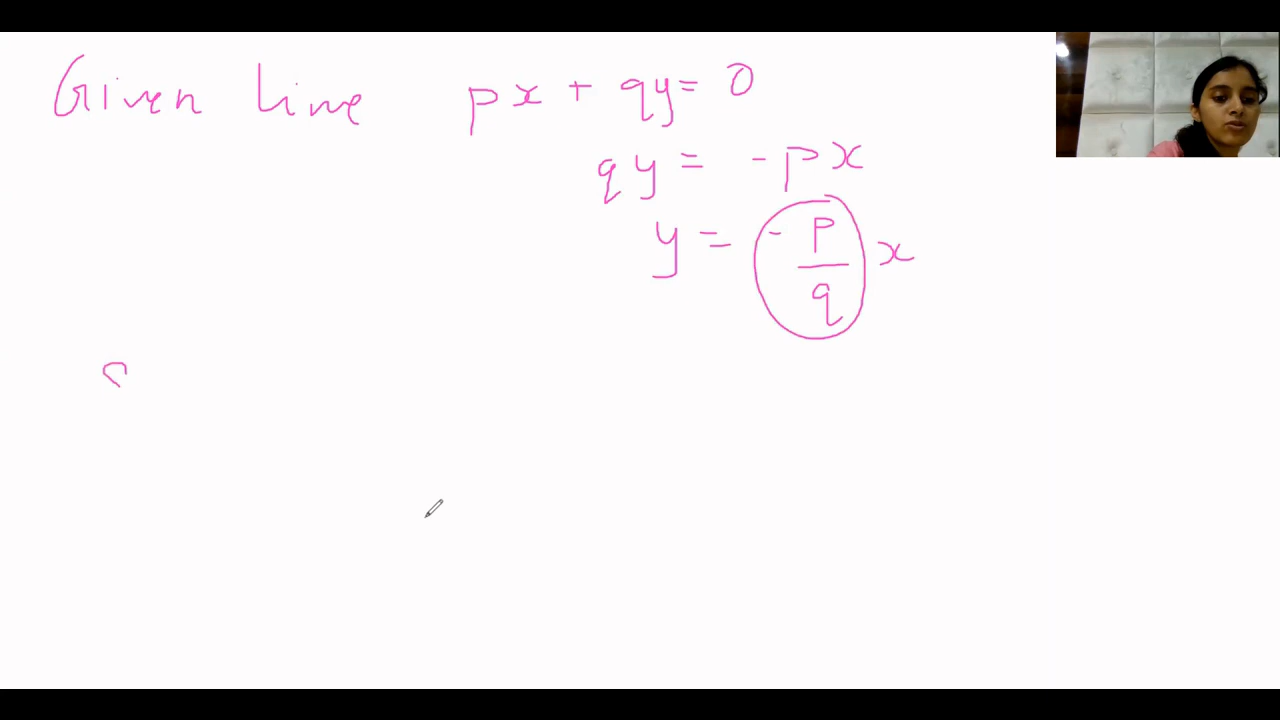 Given Line px + qy = 0
qy = - px
y = - p/q x